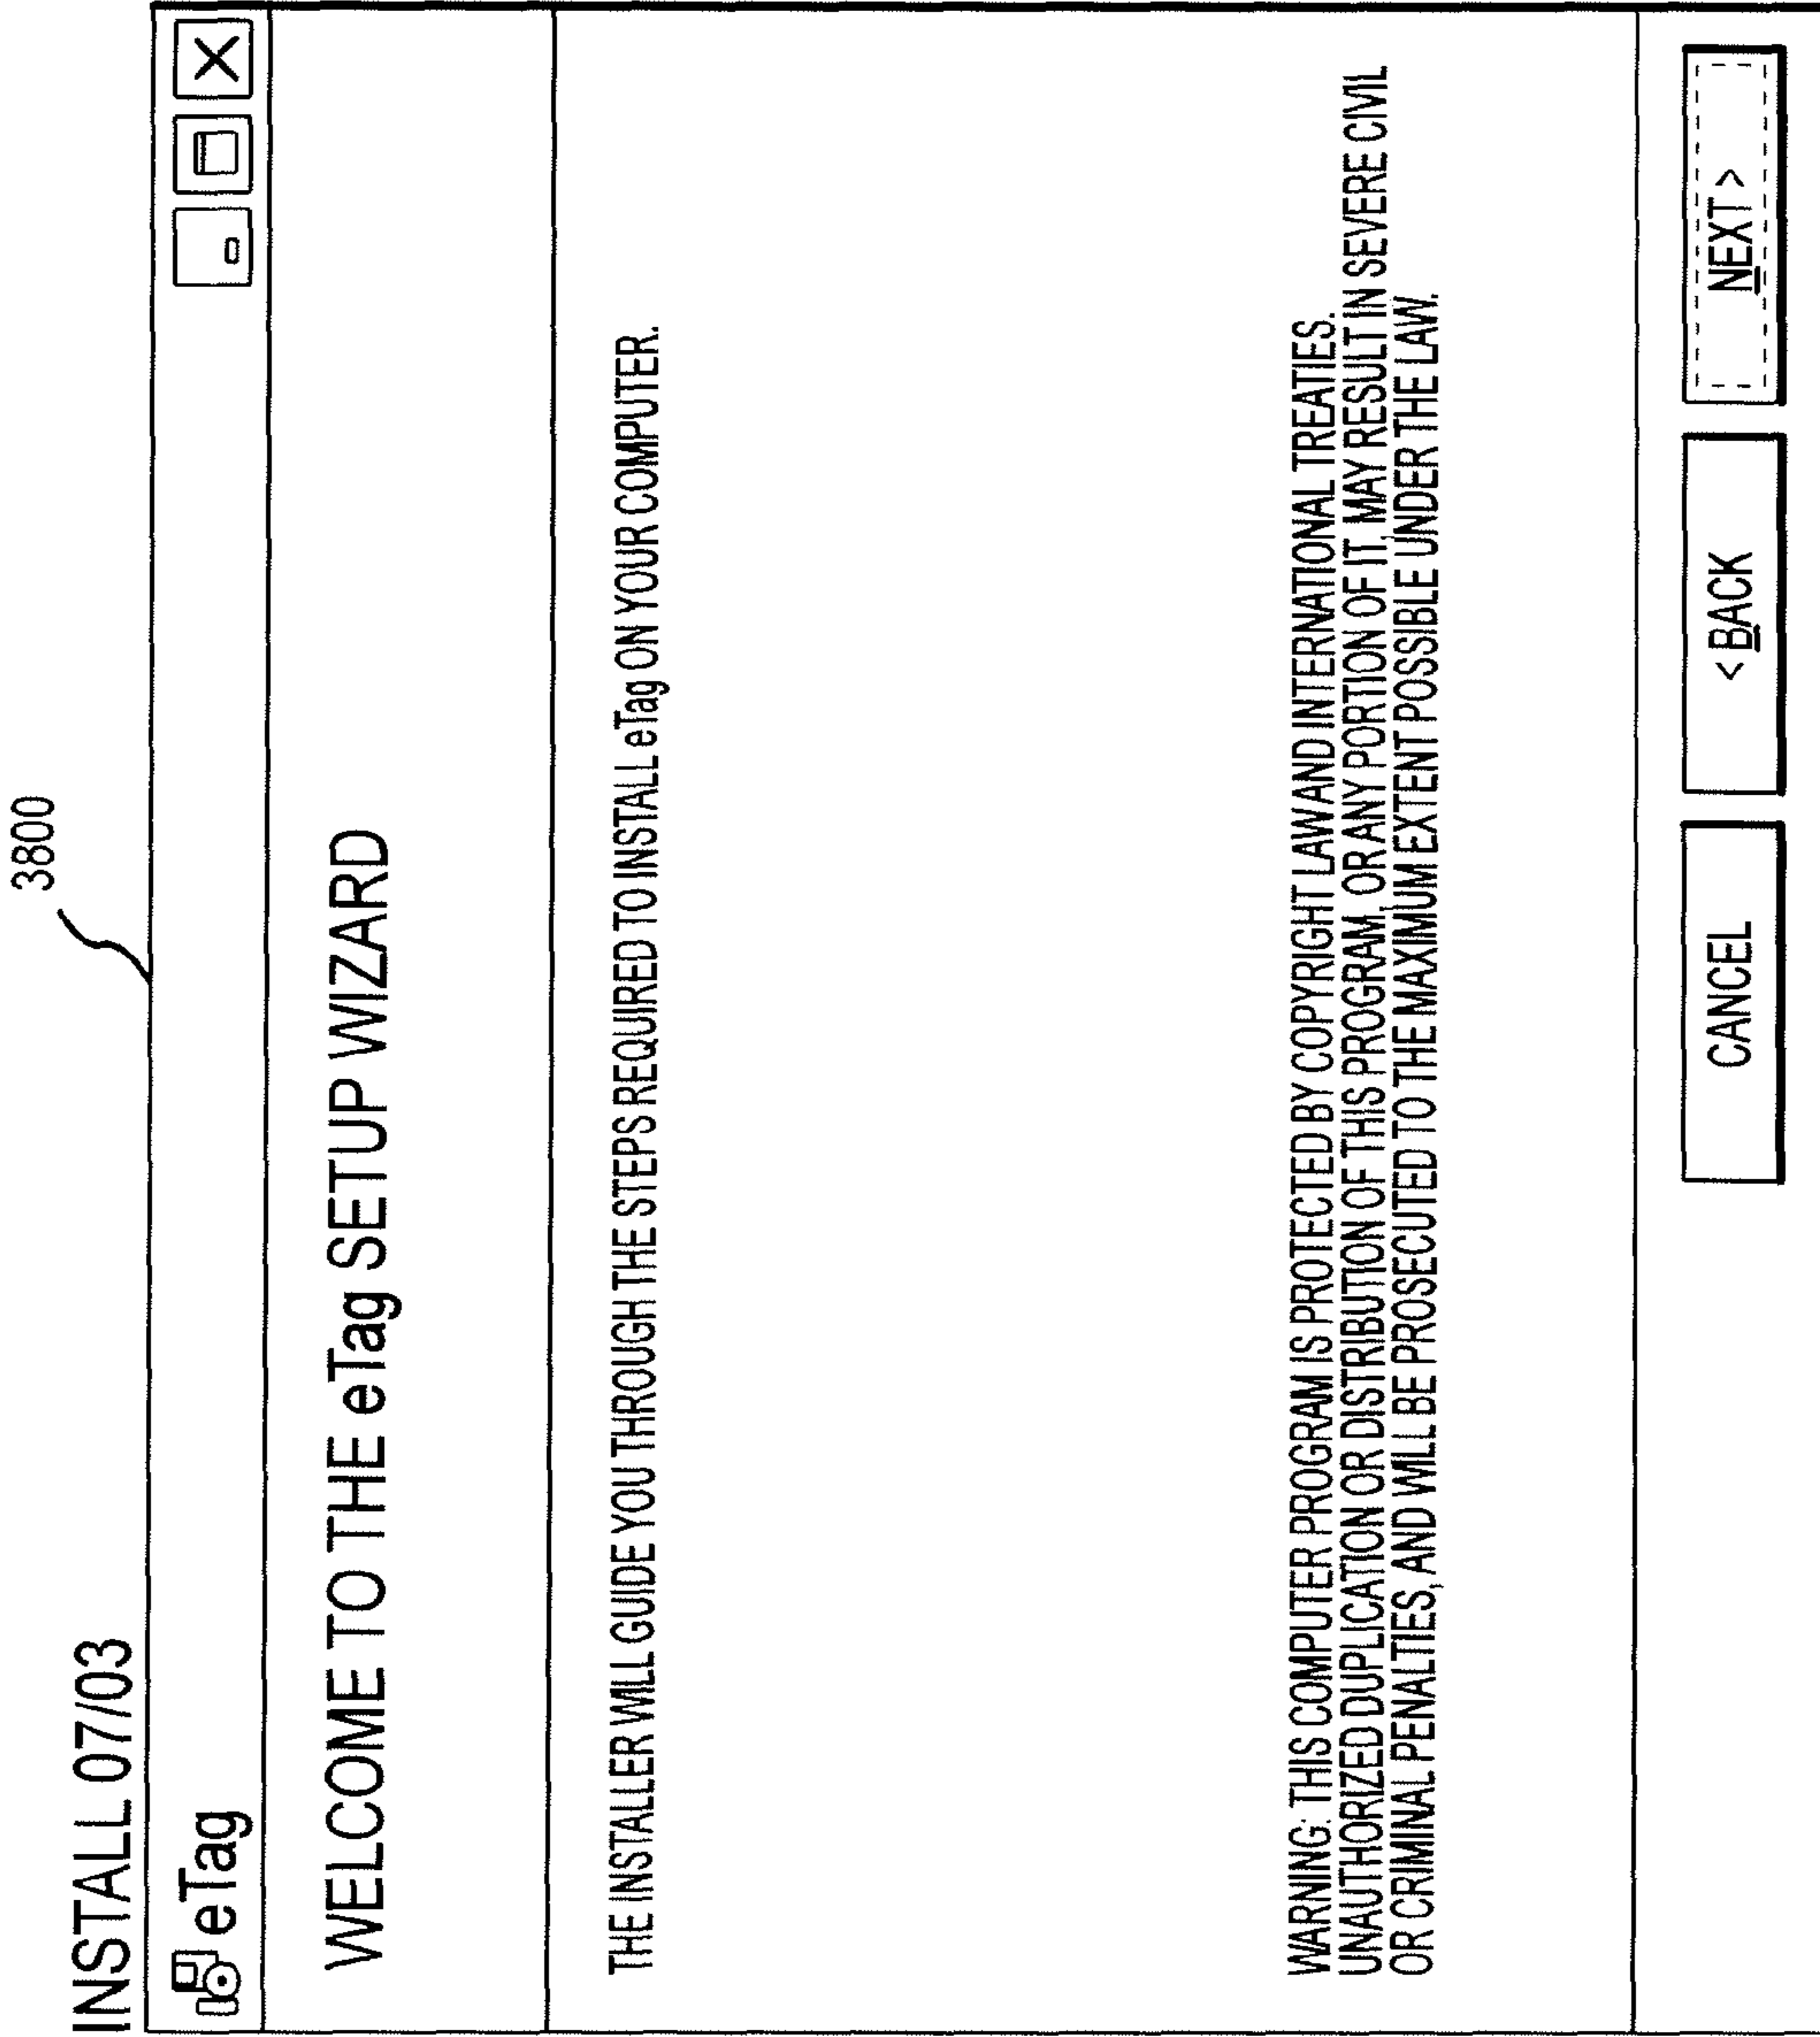 3800
INSTALL 07/03
eTag
WELCOME TO THE eTag SETUP WIZARD
THE INSTALLER WILL GUIDE YOU THROUGH THE STEPS REQUIRED TO INSTALL eTag ON YOUR COMPUTER.
WARNING: THIS COMPUTER PROGRAM IS PROTECTED BY COPYRIGHT LAW AND INTERNATIONAL TREATIES.
UNAUTHORIZED DUPLICATION OR DISTRIBUTION OF THIS PROGRAM, OR ANY PORTION OF IT, MAY RESULT IN SEVERE CIVIL
OR CRIMINAL PENALTIES, AND WILL BE PROSECUTED TO THE MAXIMUM EXTENT POSSIBLE UNDER THE LAW.
CANCEL
< BACK
NEXT >